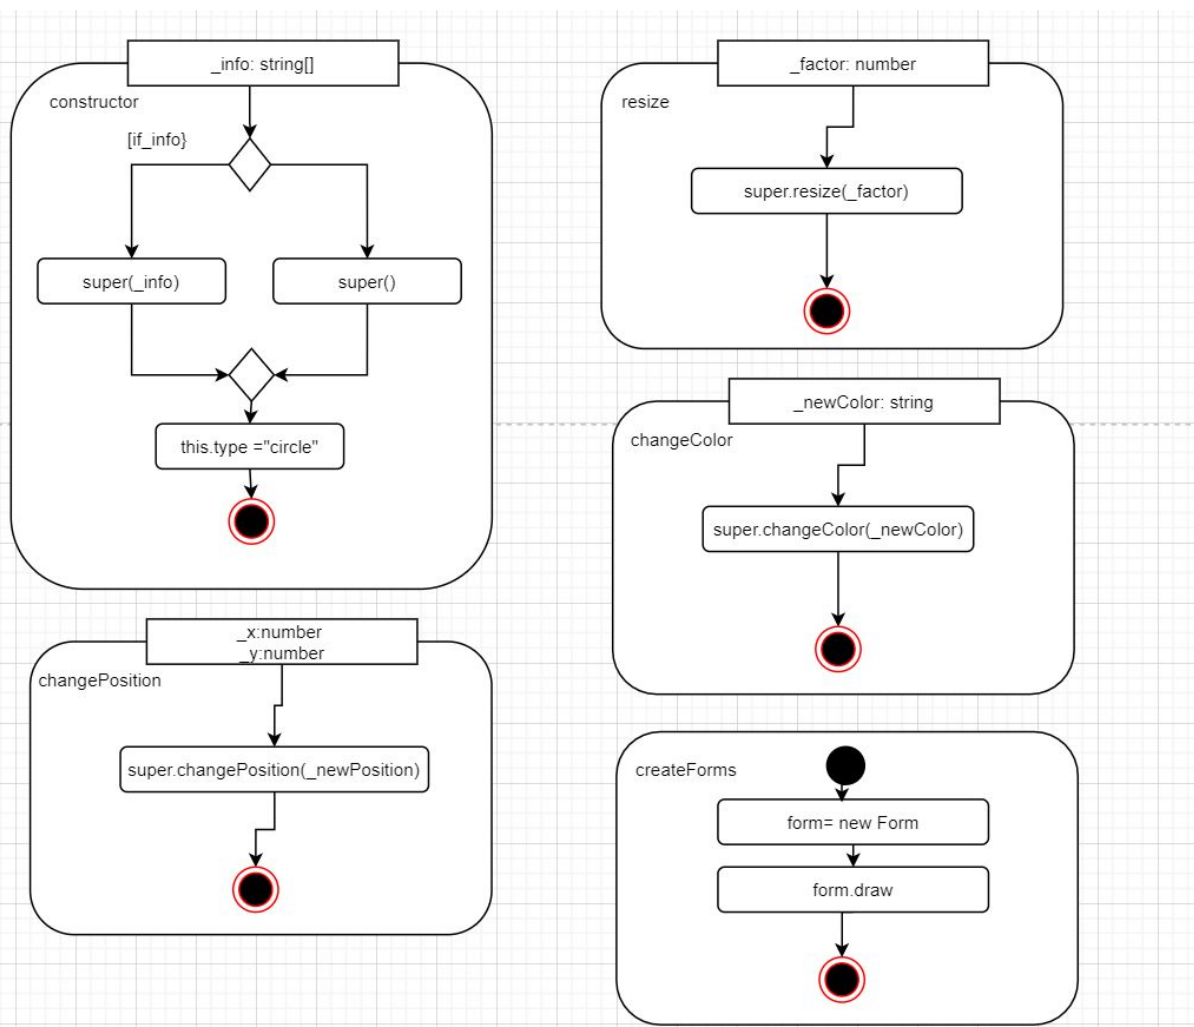 _info: string[]
constructor
[if_info}
super(_info)
super()
this.type ="circle"
_factor: number
resize
super.resize(_factor)
_newColor: string
changeColor
super.changeColor(_newColor)
_x:number
_y:number
changePosition
super.changePosition(_newPosition)
createForms
form= new Form
form.draw